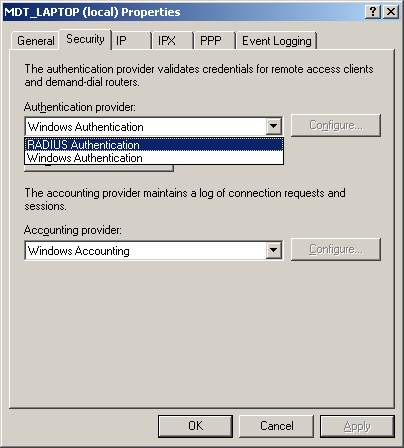 MDT_LAPTOP (local) Properties
General Security IP IPX PPP Event Logging
The authentication provider validates credentials for remote access clients
and demand-dial routers.
Authentication provider:
Windows Authentication Configure...
RADIUS Authentication
Windows Authentication
The accounting provider maintains a log of connection requests and
sessions.
Accounting provider:
Windows Accounting Configure...
OK Cancel Apply